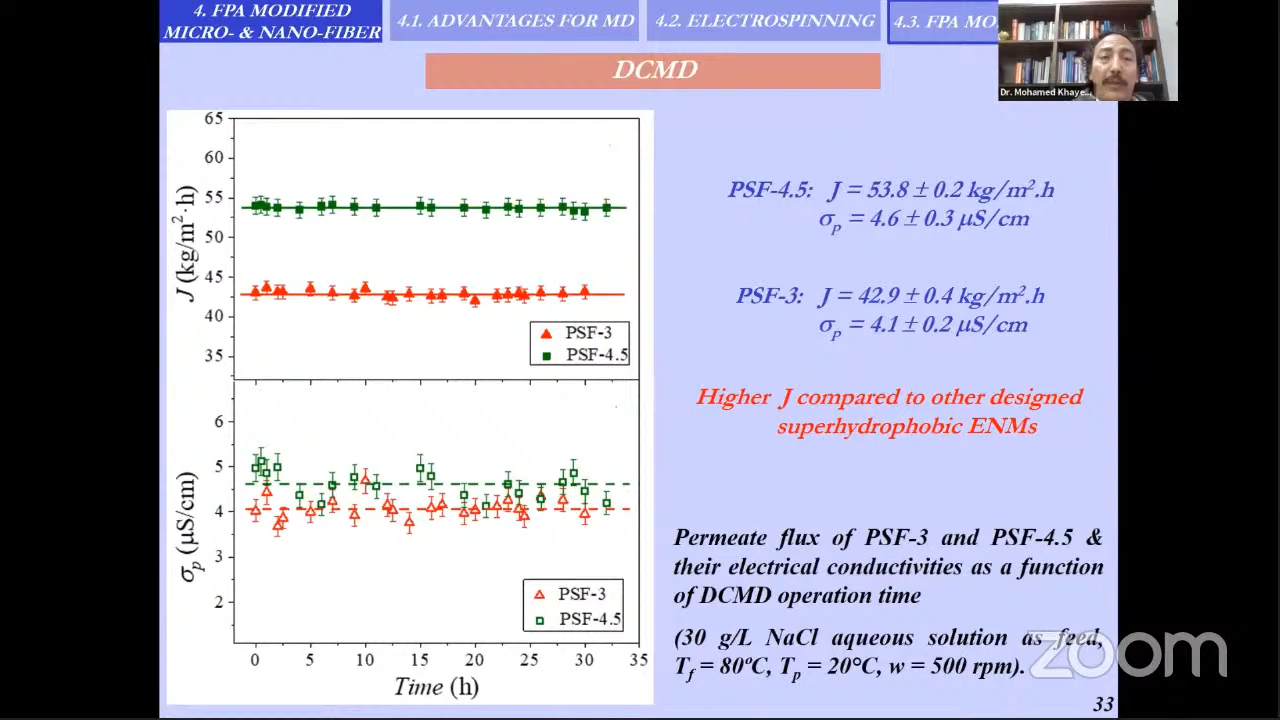 4. FPA MODIFIED
MICRO- & NANO-FIBER
4.1. ADVANTAGES FOR MD
4.2. ELECTROSPINNING
4.3. FPA MO
Dr. Mohamed Khaye...
DCMD
65
60
55
50
45
40
35
J (kg/m²·h)
PSF-3
PSF-4.5
6
5
4
3
2
σp (µS/cm)
PSF-3
PSF-4.5
0 5 10 15 20 25 30 35
Time (h)
PSF-4.5: J = 53.8 ± 0.2 kg/m².h
σp = 4.6 ± 0.3 µS/cm
PSF-3: J = 42.9 ± 0.4 kg/m².h
σp = 4.1 ± 0.2 µS/cm
Higher J compared to other designed
superhydrophobic ENMs
Permeate flux of PSF-3 and PSF-4.5 &
their electrical conductivities as a function
of DCMD operation time
(30 g/L NaCl aqueous solution as feed,
Tf = 80ºC, Tp = 20ºC, w = 500 rpm).
zoom
33